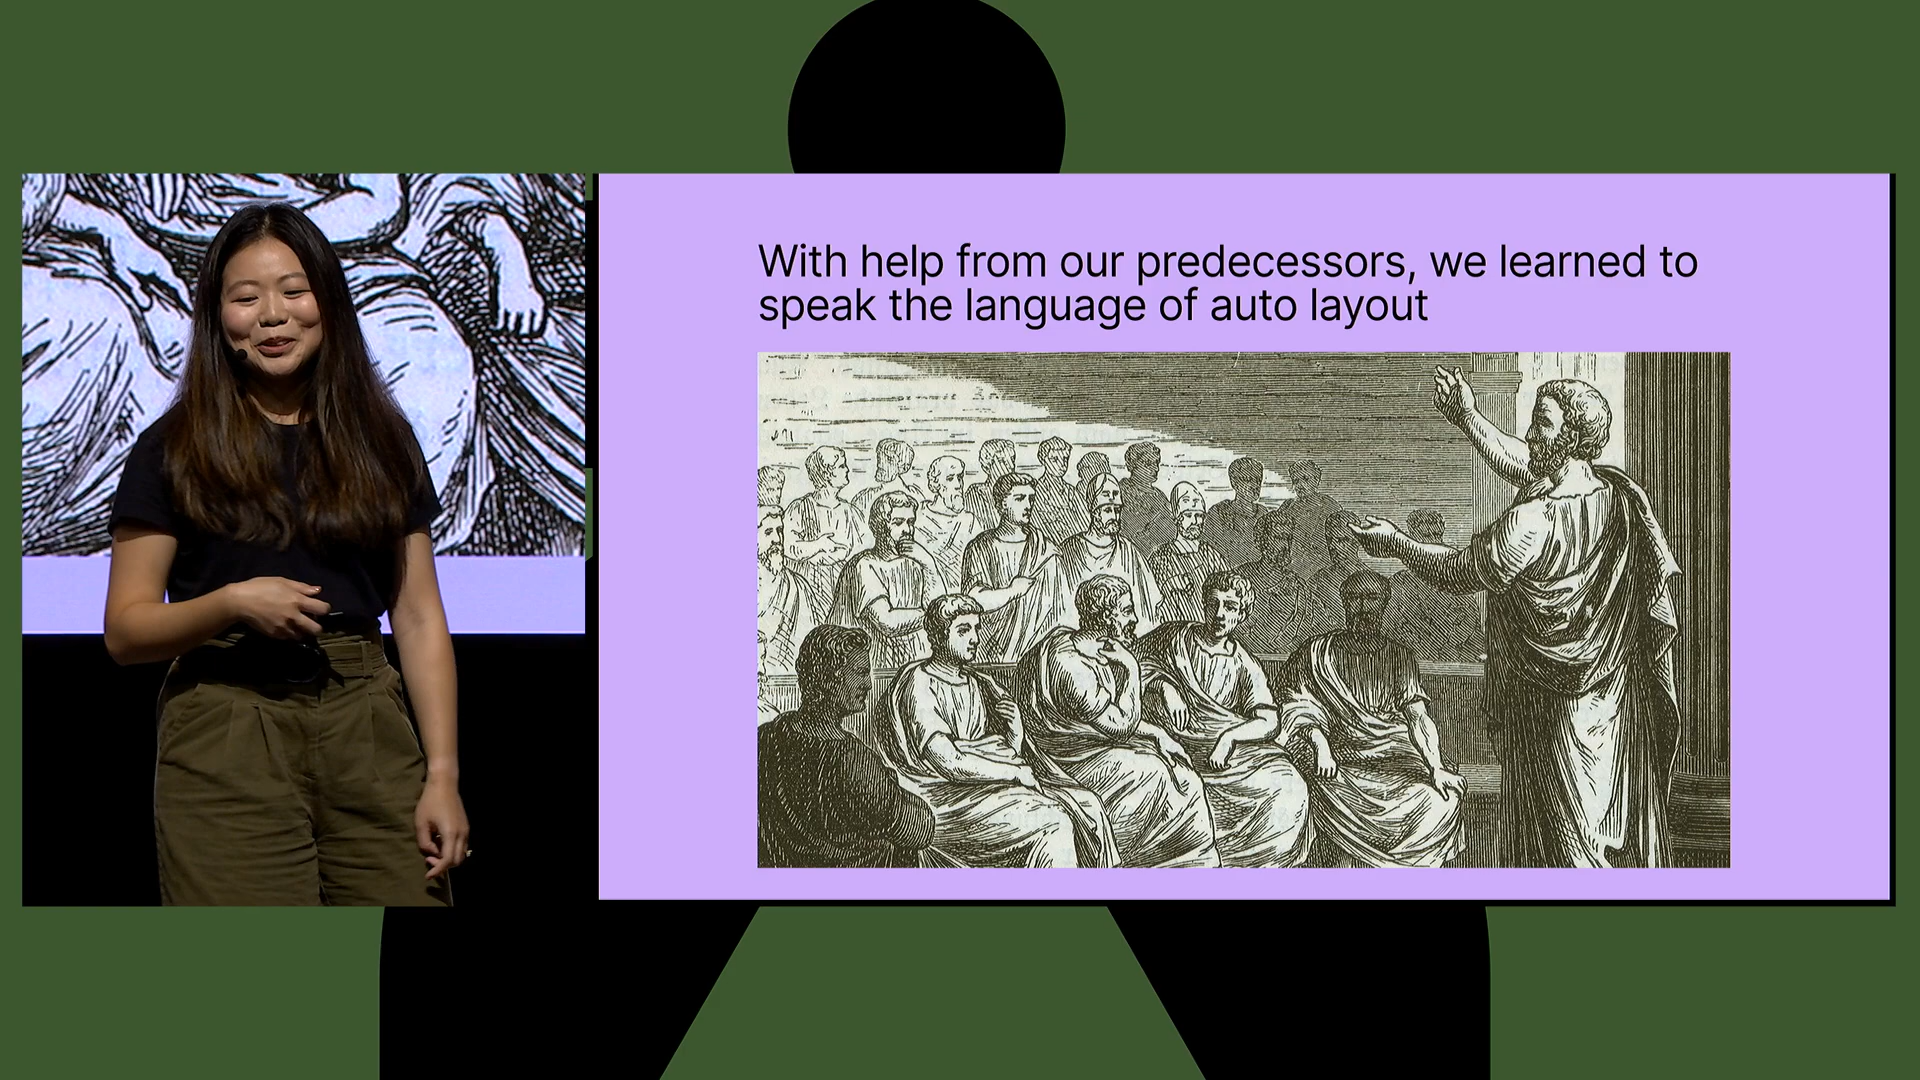 With help from our predecessors, we learned to
speak the language of auto layout